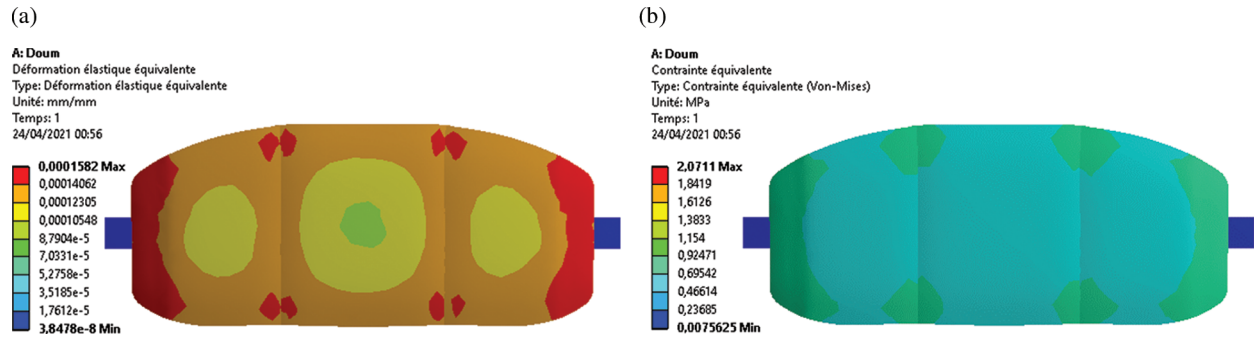 (a)
A: Doum
Déformation élastique équivalente
Type: Déformation élastique équivalente
Unité: mm/mm
Temps: 1
24/04/2021 00:56
0,0001582 Max
0,00014062
0,00012305
0,00010548
8,7904e-5
7,0331e-5
5,2758e-5
3,5185e-5
1,7612e-5
3,8478e-8 Min
(b)
A: Doum
Contrainte équivalente
Type: Contrainte équivalente (Von-Mises)
Unité: MPa
Temps: 1
24/04/2021 00:56
2,0711 Max
1,8419
1,6126
1,3833
1,154
0,92471
0,69542
0,46614
0,23685
0,0075625 Min